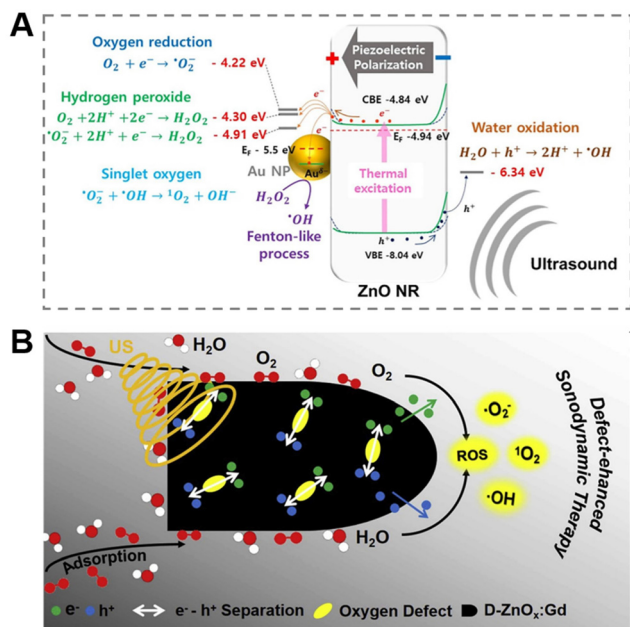 A
Oxygen reduction
O₂ + e⁻ → •O₂⁻ - 4.22 eV
Hydrogen peroxide
O₂ +2H⁺ +2e⁻ → H₂O₂ - 4.30 eV
•O₂⁻ +2H⁺ + e⁻ → H₂O₂ - 4.91 eV
Singlet oxygen
•O₂⁻ + •OH → ¹O₂ + OH⁻
E_F - 5.5 eV
Au NP
Au^δ⁻
H₂O₂
•OH
Fenton-like
process
e⁻
e⁻
+
Piezoelectric
Polarization
−
CBE -4.84 eV
e⁻
E_F -4.94 eV
Thermal
excitation
h⁺
VBE -8.04 eV
ZnO NR
Water oxidation
H₂O + h⁺ → 2H⁺ + •OH
- 6.34 eV
h⁺
Ultrasound
B
US
H₂O
O₂
O₂
·O₂⁻
ROS
¹O₂
·OH
H₂O
Adsorption
Defect-ehanced
Sonodynamic Therapy
e⁻ h⁺ e⁻ - h⁺ Separation Oxygen Defect D-ZnOₓ:Gd